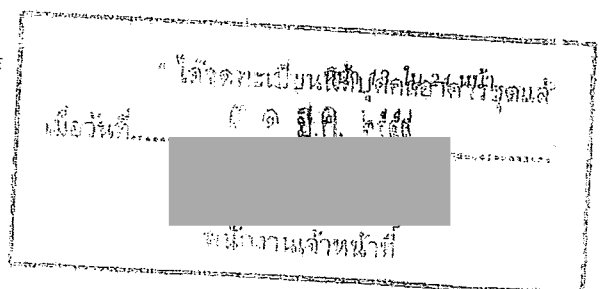 ได้จดทะเบียนนิติบุคคลอาคารชุดแล้ว
เมื่อวันที่.......... ๓๑ มี.ค. ..........
พนักงานเจ้าหน้าที่